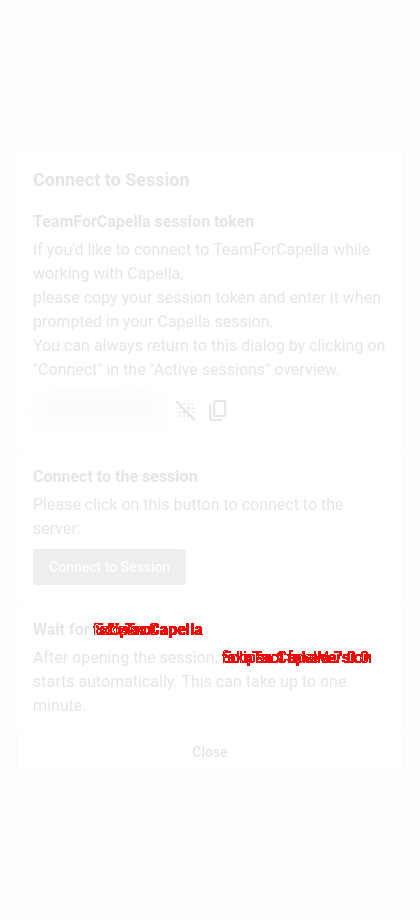 Connect to Session
TeamForCapella session token
If you'd like to connect to TeamForCapella while
working with Capella,
please copy your session token and enter it when
prompted in your Capella session.
You can always return to this dialog by clicking on
"Connect" in the "Active sessions" overview.
Connect to the session
Please click on this button to connect to the
server:
Connect to Session
Wait for
After opening the session,
starts automatically. This can take up to one
minute.
Close